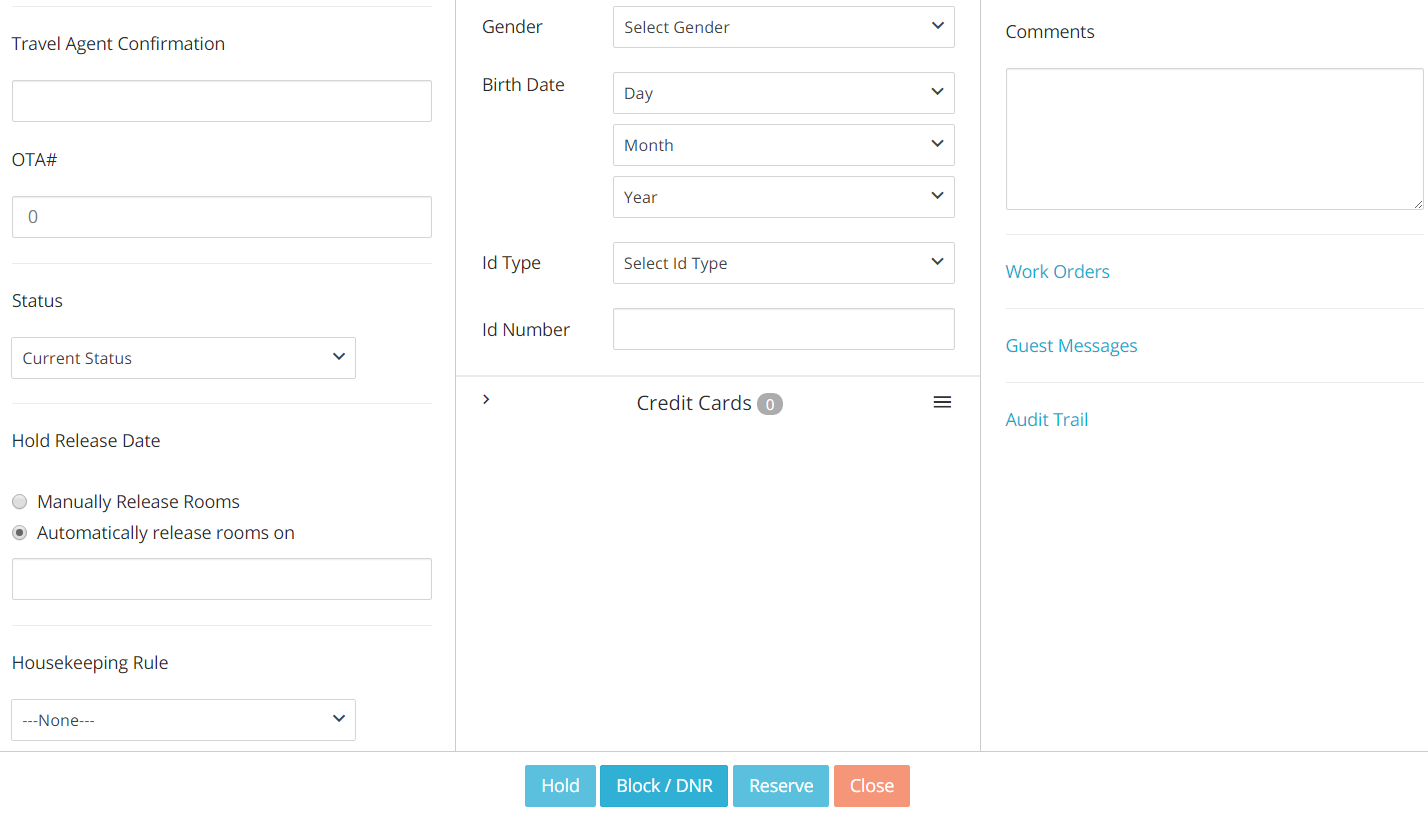 Travel Agent Confirmation
OTA#
0
Status
Current Status
Hold Release Date
Manually Release Rooms
Automatically release rooms on
Housekeeping Rule
---None---
Gender
Select Gender
Birth Date
Day
Month
Year
Id Type
Select Id Type
Id Number
Credit Cards 0
Comments
Work Orders
Guest Messages
Audit Trail
Hold
Block / DNR
Reserve
Close